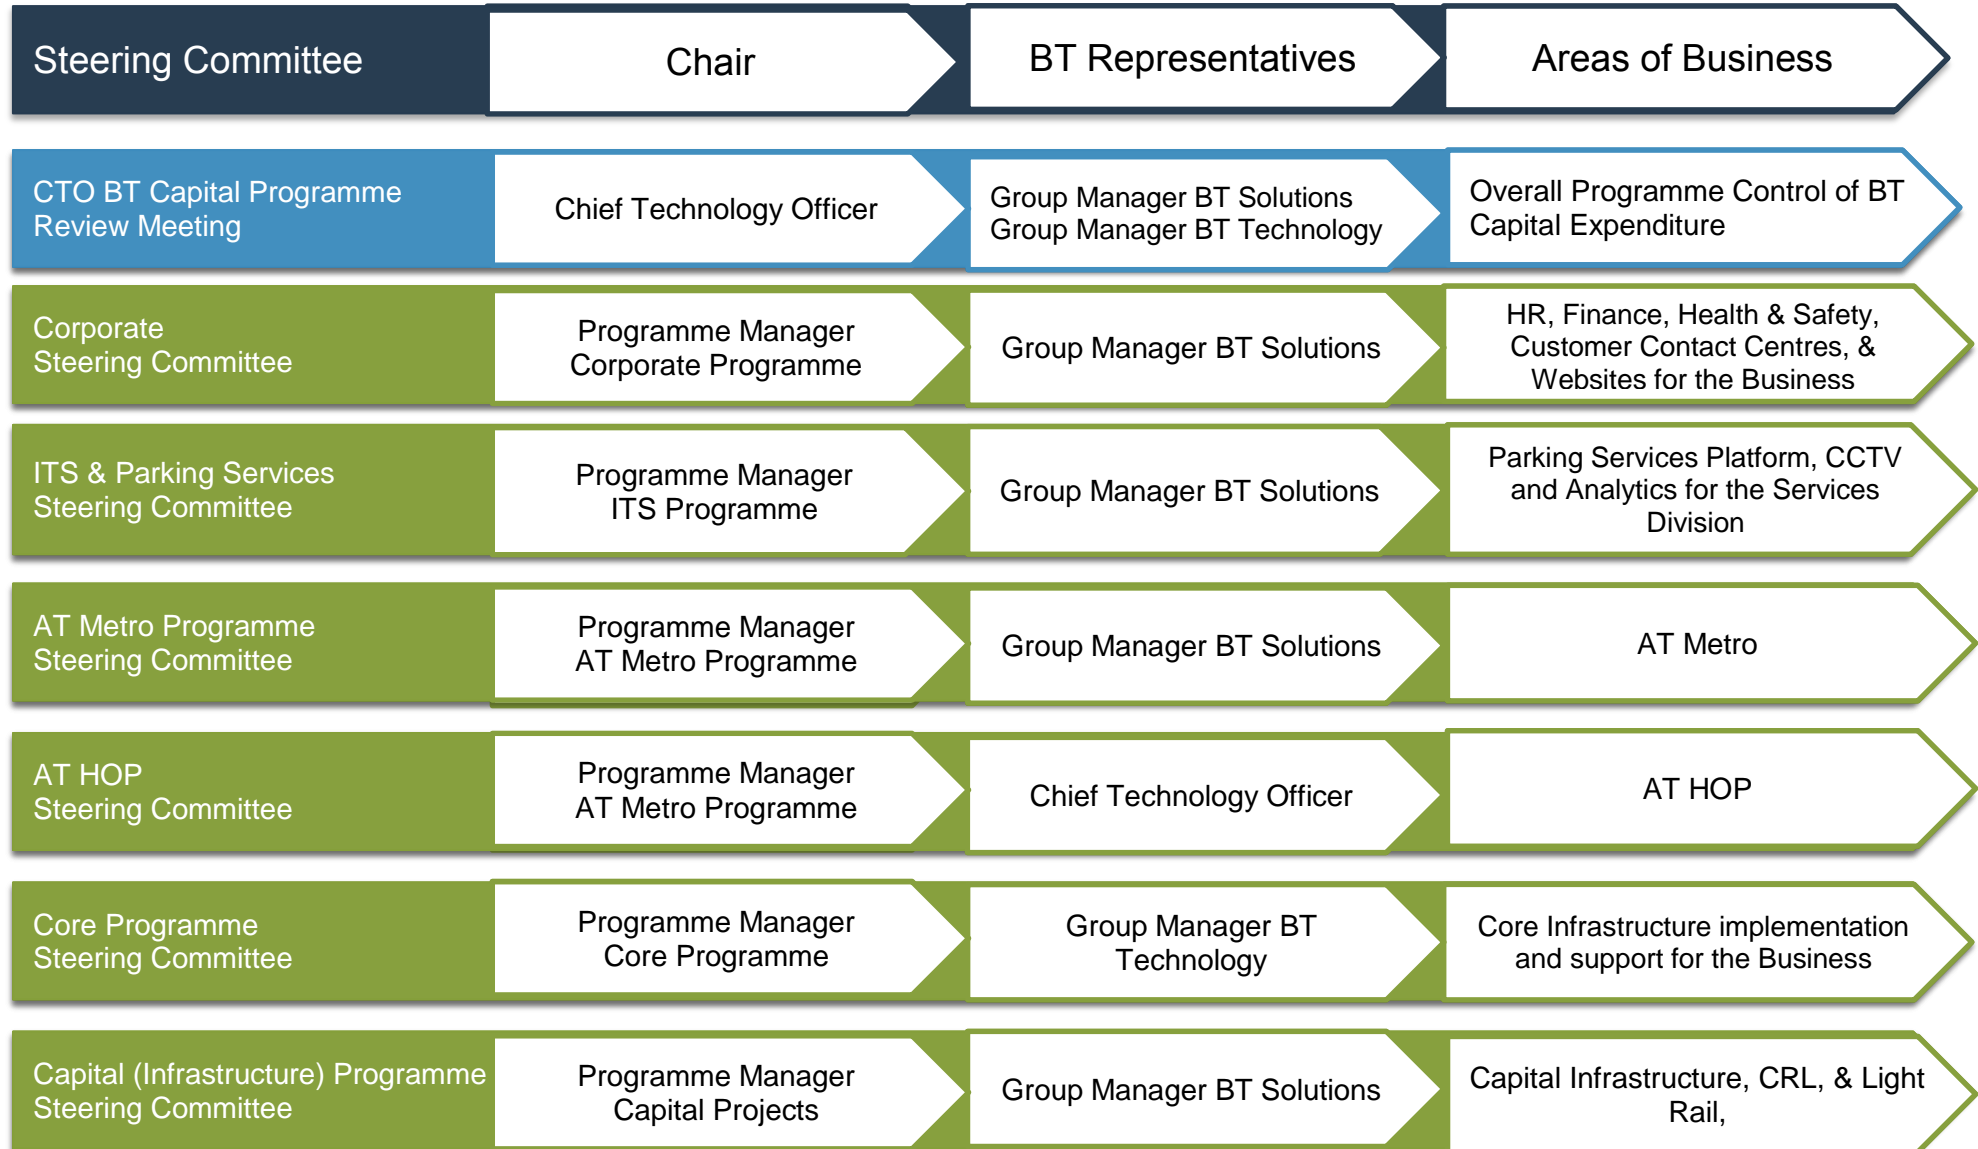 Steering Committee
Chair
BT Representatives
Areas of Business
CTO BT Capital Programme
Review Meeting
Chief Technology Officer
Group Manager BT Solutions
Group Manager BT Technology
Overall Programme Control of BT
Capital Expenditure
Corporate
Steering Committee
Programme Manager
Corporate Programme
Group Manager BT Solutions
HR, Finance, Health & Safety,
Customer Contact Centres, &
Websites for the Business
ITS & Parking Services
Steering Committee
Programme Manager
ITS Programme
Group Manager BT Solutions
Parking Services Platform, CCTV
and Analytics for the Services
Division
AT Metro Programme
Steering Committee
Programme Manager
AT Metro Programme
Group Manager BT Solutions
AT Metro
AT HOP
Steering Committee
Programme Manager
AT Metro Programme
Chief Technology Officer
AT HOP
Core Programme
Steering Committee
Programme Manager
Core Programme
Group Manager BT
Technology
Core Infrastructure implementation
and support for the Business
Capital (Infrastructure) Programme
Steering Committee
Programme Manager
Capital Projects
Group Manager BT Solutions
Capital Infrastructure, CRL, & Light
Rail,